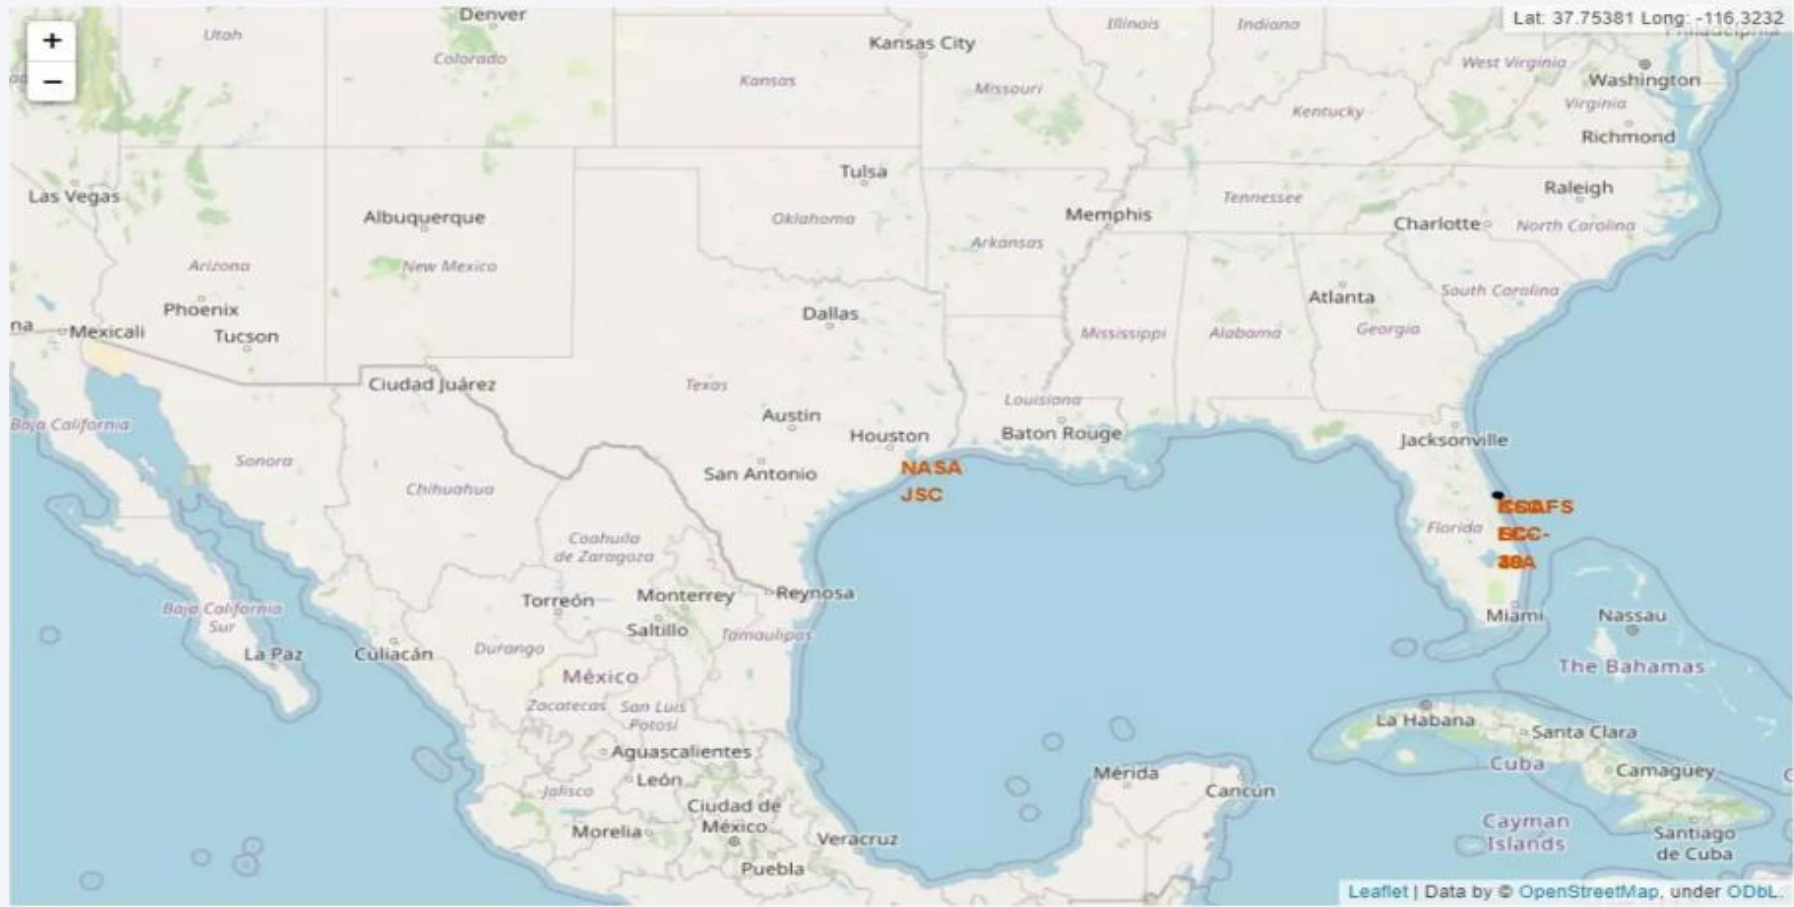 +
−
Lat: 37.75381 Long: -116.3232
Denver
Utah
Colorado
Kansas City
Illinois
Indiana
Philadelphia
Kansas
Missouri
West Virginia
Washington
Kentucky
Virginia
Richmond
Las Vegas
Tulsa
Raleigh
Albuquerque
Oklahoma
Memphis
Tennessee
Charlotte
North Carolina
Arkansas
Arizona
New Mexico
Phoenix
Dallas
Atlanta
South Carolina
na
Mexicali
Tucson
Mississippi
Alabama
Georgia
Ciudad Juárez
Texas
Louisiana
Baja California
Austin
Houston
Baton Rouge
Jacksonville
Sonora
San Antonio
NASA
JSC
Chihuahua
Florida
Coahuila
de Zaragoza
Torreón
Monterrey
Reynosa
Baja California
Sur
Saltillo
Tamaulipas
Miami
Nassau
La Paz
Culiacán
Durango
México
The Bahamas
Zacatecas
San Luis
Potosí
La Habana
Santa Clara
Aguascalientes
León
Cuba
Camagüey
Jalisco
Mérida
Cancún
Ciudad de
México
Morelia
Veracruz
Cayman
Islands
Santiago
de Cuba
Puebla
Leaflet | Data by © OpenStreetMap, under ODbL.